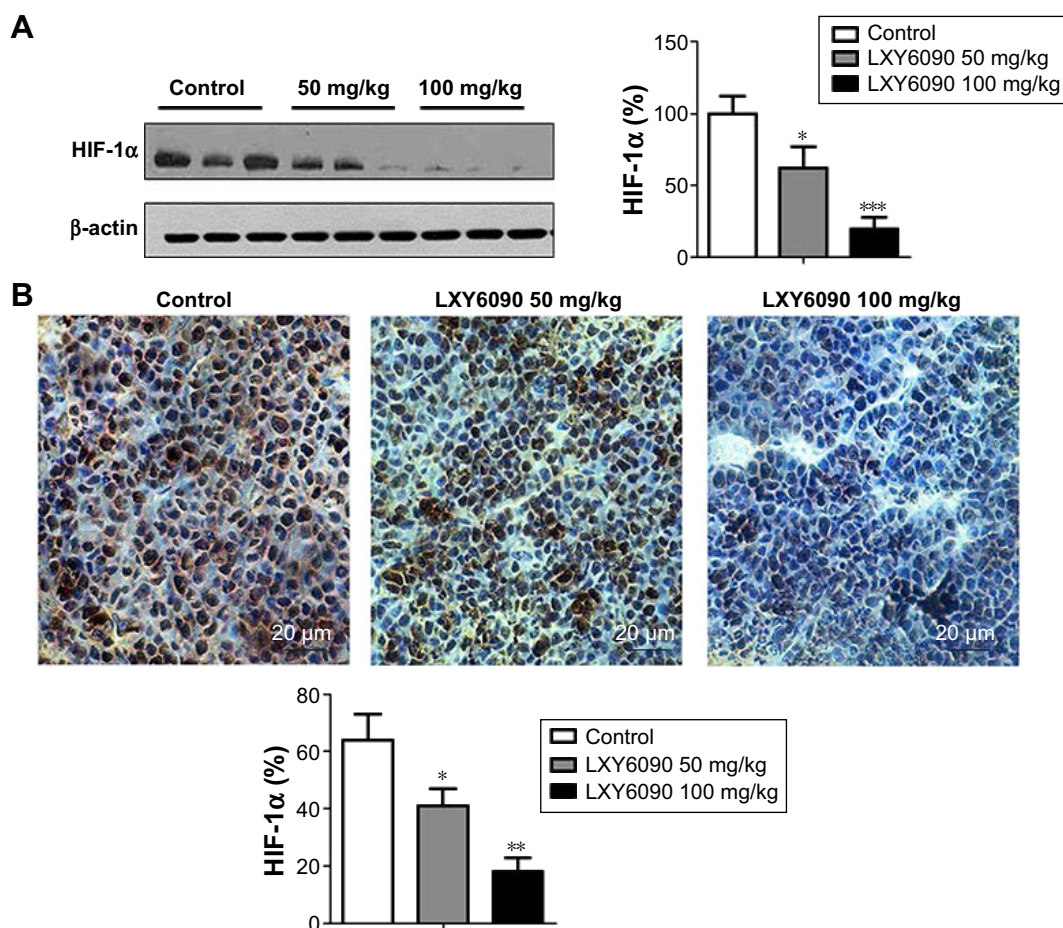 A
Control
50 mg/kg
100 mg/kg
HIF-1α
β-actin
HIF-1α (%)
150
100
50
0
*
***
Control
LXY6090 50 mg/kg
LXY6090 100 mg/kg
B
Control
LXY6090 50 mg/kg
LXY6090 100 mg/kg
20 µm
20 µm
20 µm
HIF-1α (%)
80
60
40
20
0
*
**
Control
LXY6090 50 mg/kg
LXY6090 100 mg/kg